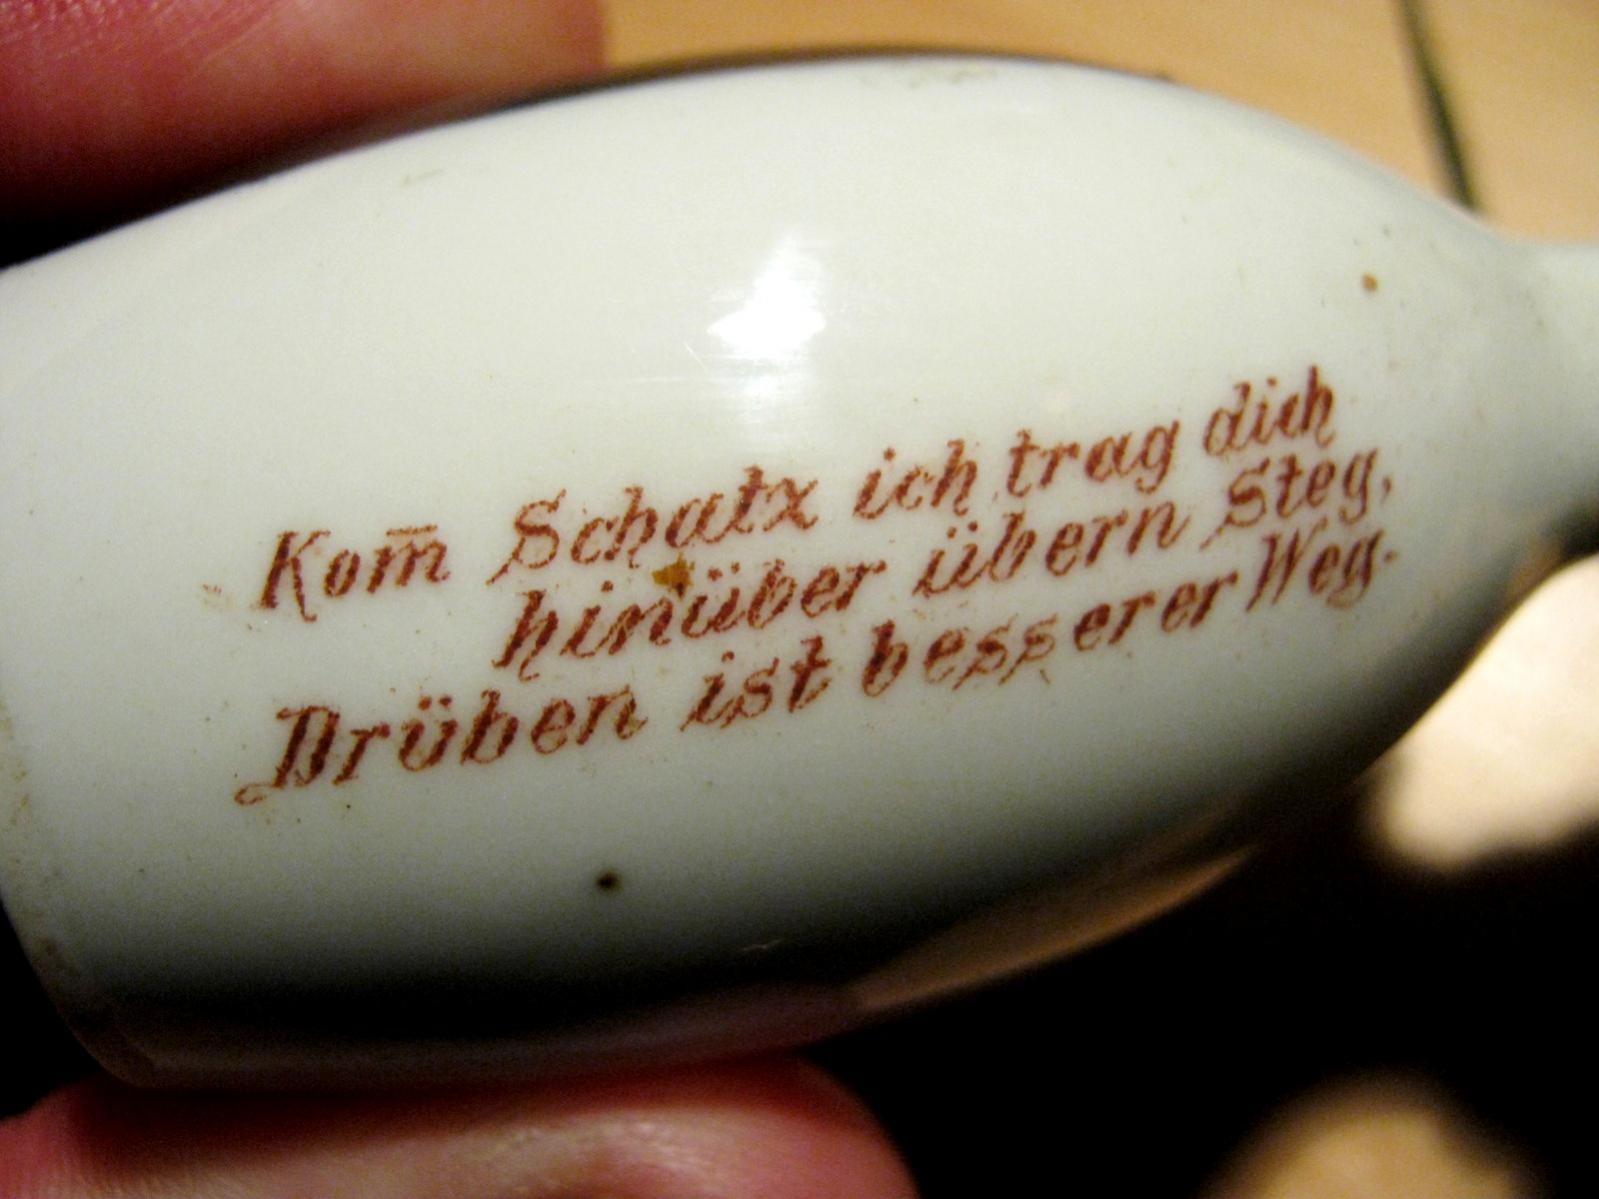 Kom̄ Schatz ich trag dich
hinüber übern Steg,
Drüben ist besserer Weg.